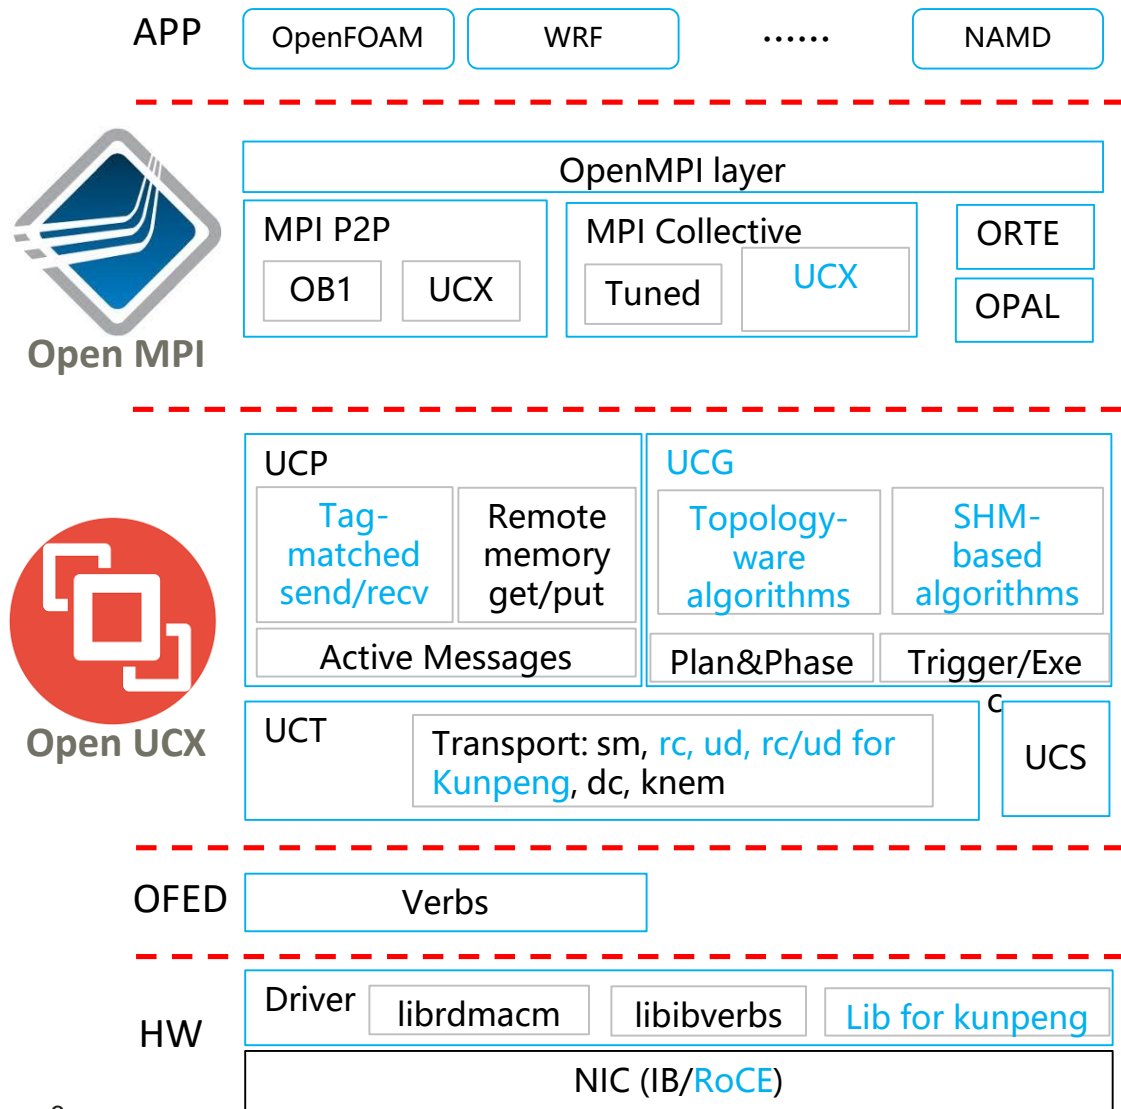 APP
OpenFOAM
WRF
······
NAMD
Open MPI
OpenMPI layer
MPI P2P
OB1
UCX
MPI Collective
Tuned
UCX
ORTE
OPAL
Open UCX
UCP
Tag-
matched
send/recv
Remote
memory
get/put
Active Messages
UCG
Topology-
ware
algorithms
SHM-
based
algorithms
Plan&Phase
Trigger/Exe
c
UCT
Transport: sm, rc, ud, rc/ud for
Kunpeng, dc, knem
UCS
OFED
Verbs
HW
Driver
librdmacm
libibverbs
Lib for kunpeng
NIC (IB/RoCE)